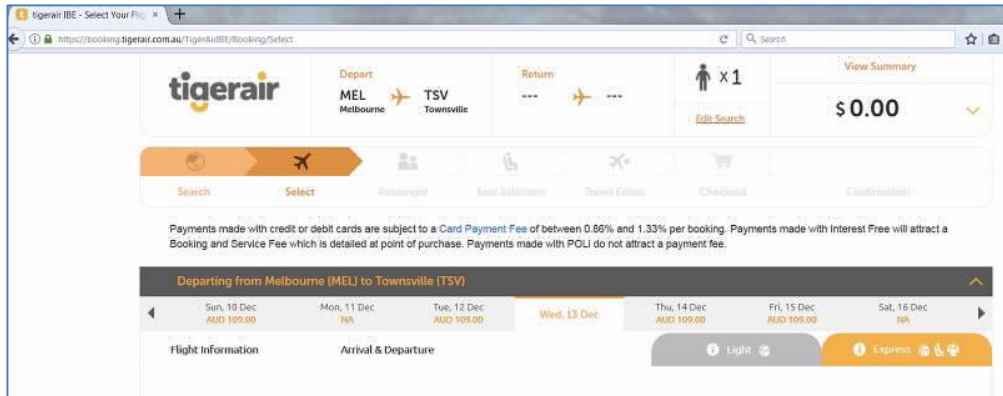 tigerair IBE - Select Your Flig
https://booking.tigerair.com.au/TigerAirIBE/Booking/Select
Search
tigerair
Depart
MEL TSV
Melbourne Townsville
Return
--- ---
x 1
Edit Search
View Summary
$ 0.00
Search Select Passenger Seat Selection Travel Extras Checkout Confirmation
Payments made with credit or debit cards are subject to a Card Payment Fee of between 0.86% and 1.33% per booking. Payments made with Interest Free will attract a
Booking and Service Fee which is detailed at point of purchase. Payments made with POLi do not attract a payment fee.
Departing from Melbourne (MEL) to Townsville (TSV)
Sun, 10 Dec Mon, 11 Dec Tue, 12 Dec Wed, 13 Dec Thu, 14 Dec Fri, 15 Dec Sat, 16 Dec
AUD 109.00 NA AUD 109.00 AUD 109.00 AUD 109.00 NA
Flight Information Arrival & Departure Light Express